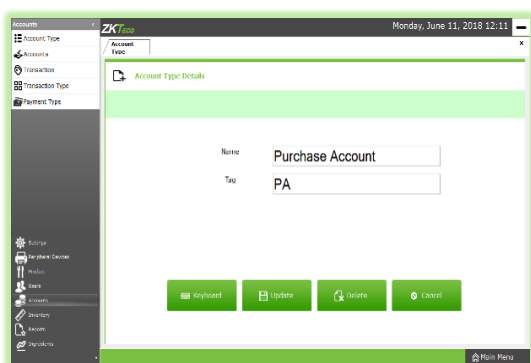 Accounts <
Account Type
Accounts
Transaction
Transaction Type
Payment Type
Settings
Peripheral Devices
Product
Users
Accounts
Inventory
Reports
Ingredients
ZKTeco
Monday, June 11, 2018 12:11
Account
Type
x
Account Type Details
Name
Purchase Account
Tag
PA
Keyboard
Update
Delete
Cancel
Main Menu